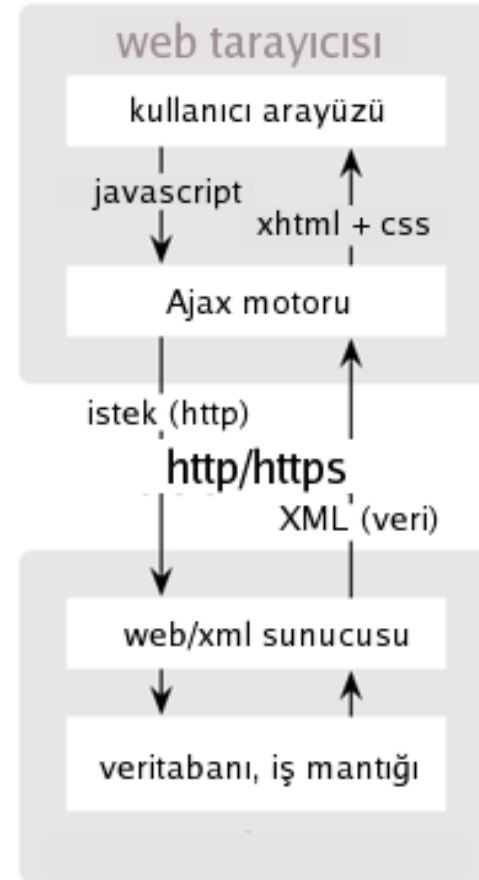 web tarayıcısı
kullanıcı arayüzü
javascript
xhtml + css
Ajax motoru
istek (http)
http/https
XML (veri)
web/xml sunucusu
veritabanı, iş mantığı